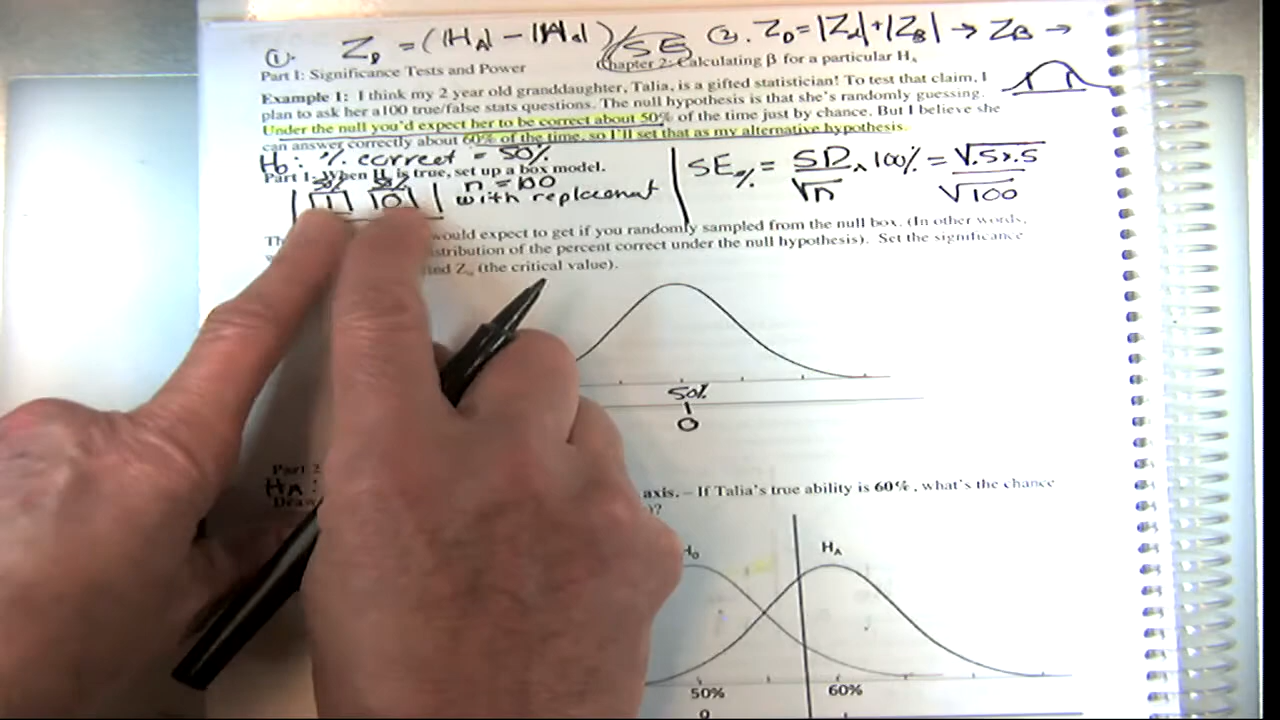 ①. Z_D = (|H_A| - |H_0|)/SE ②. Z_D = |Z_α| + |Z_β| → Z_β →
Chapter 2: Calculating β for a particular H_A
Part I: Significance Tests and Power
Example 1: I think my 2 year old granddaughter, Talia, is a gifted statistician! To test that claim, I
plan to ask her a100 true/false stats questions. The null hypothesis is that she's randomly guessing.
Under the null you'd expect her to be correct about 50% of the time just by chance. But I believe she
can answer correctly about 60% of the time, so I'll set that as my alternative hypothesis.
H_0: % correct = 50%
Part 1: When H_0 is true, set up a box model.
50% 50% n = 100
1 0 with replacement
SE% = SD/√n × 100% = √.5×.5/√100
would expect to get if you randomly sampled from the null box. (In other words,
distribution of the percent correct under the null hypothesis). Set the significance
find Z_α (the critical value).
50%
0
Part 2
H_A:
axis. – If Talia's true ability is 60%, what's the chance
Draw )?
H_0 H_A
50% 60%
0